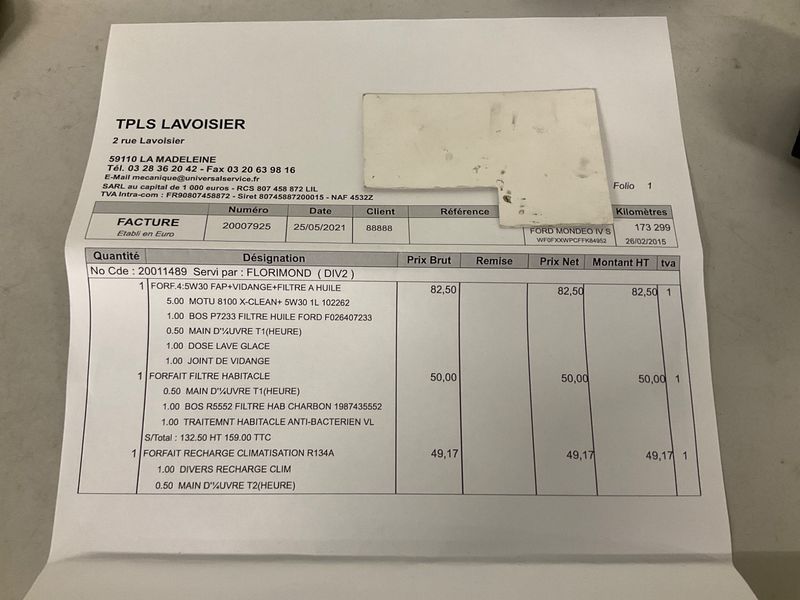 TPLS LAVOISIER
2 rue Lavoisier
59110 LA MADELEINE
Tél. 03 28 36 20 42 - Fax 03 20 63 98 16
E-Mail mecanique@universalservice.fr
SARL au capital de 1 000 euros - RCS 807 458 872 LIL
TVA Intra-com : FR90807458872 - Siret 80745887200015 - NAF 4532Z
Folio 1
FACTURE Numéro Date Client Référence Kilomètres
Etabli en Euro 20007925 25/05/2021 88888 FORD MONDEO IV S 173 299
WF0FXXWPCFFK84952 26/02/2015
Quantité Désignation Prix Brut Remise Prix Net Montant HT tva
No Cde : 20011489 Servi par : FLORIMOND ( DIV2 )
1 FORF.4:5W30 FAP+VIDANGE+FILTRE A HUILE 82,50 82,50 82,50 1
5.00 MOTU 8100 X-CLEAN+ 5W30 1L 102262
1.00 BOS P7233 FILTRE HUILE FORD F026407233
0.50 MAIN D'¼UVRE T1(HEURE)
1.00 DOSE LAVE GLACE
1.00 JOINT DE VIDANGE
1 FORFAIT FILTRE HABITACLE 50,00 50,00 50,00 1
0.50 MAIN D'¼UVRE T1(HEURE)
1.00 BOS R5552 FILTRE HAB CHARBON 1987435552
1.00 TRAITEMNT HABITACLE ANTI-BACTERIEN VL
S/Total : 132.50 HT 159.00 TTC
1 FORFAIT RECHARGE CLIMATISATION R134A 49,17 49,17 49,17 1
1.00 DIVERS RECHARGE CLIM
0.50 MAIN D'¼UVRE T2(HEURE)